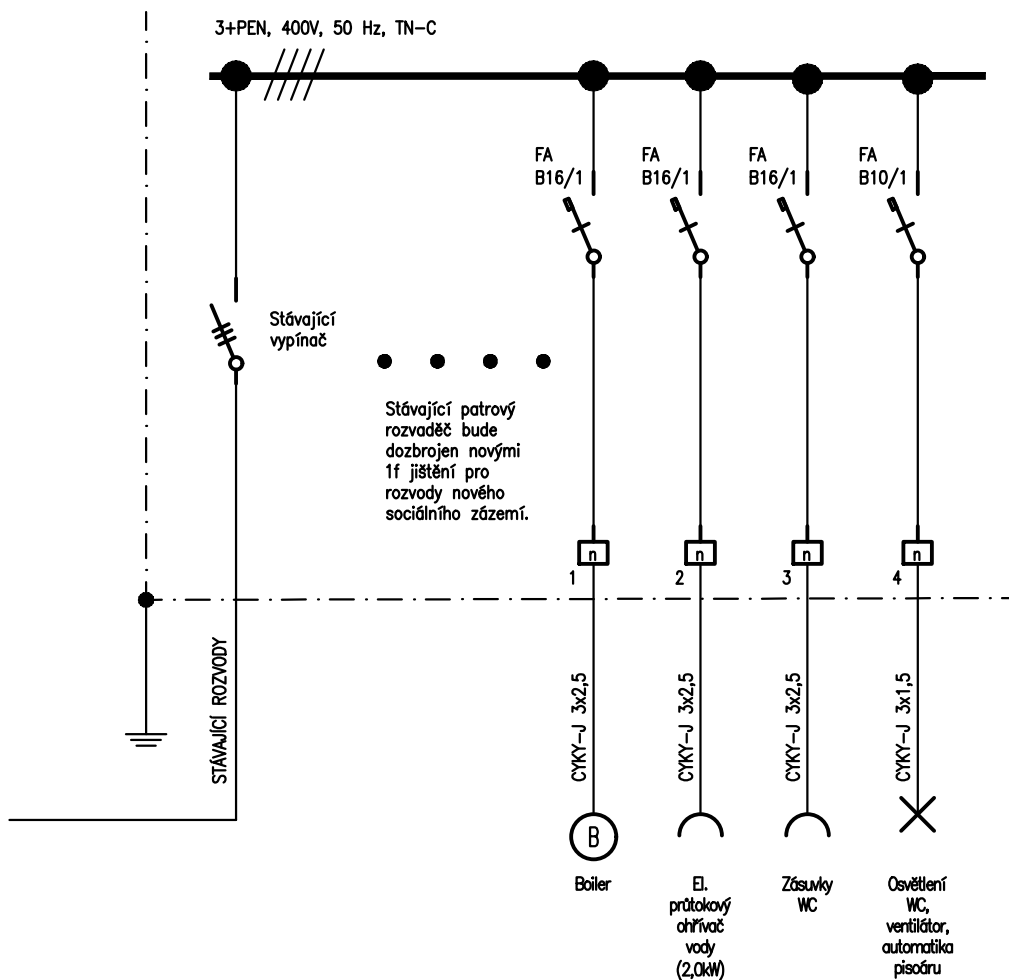 3+PEN, 400V, 50 Hz, TN-C
FA
B16/1
FA
B16/1
FA
B16/1
FA
B10/1
Stávající
vypínač
Stávající patrový
rozvaděč bude
dozbrojen novými
1f jištění pro
rozvody nového
sociálního zázemí.
n
1
n
2
n
3
n
4
STÁVAJÍCÍ ROZVODY
CYKY-J 3x2,5
CYKY-J 3x2,5
CYKY-J 3x2,5
CYKY-J 3x1,5
B
Boiler
El.
průtokový
ohřívač
vody
(2,0kW)
Zásuvky
WC
Osvětlení
WC,
ventilátor,
automatika
pisoáru